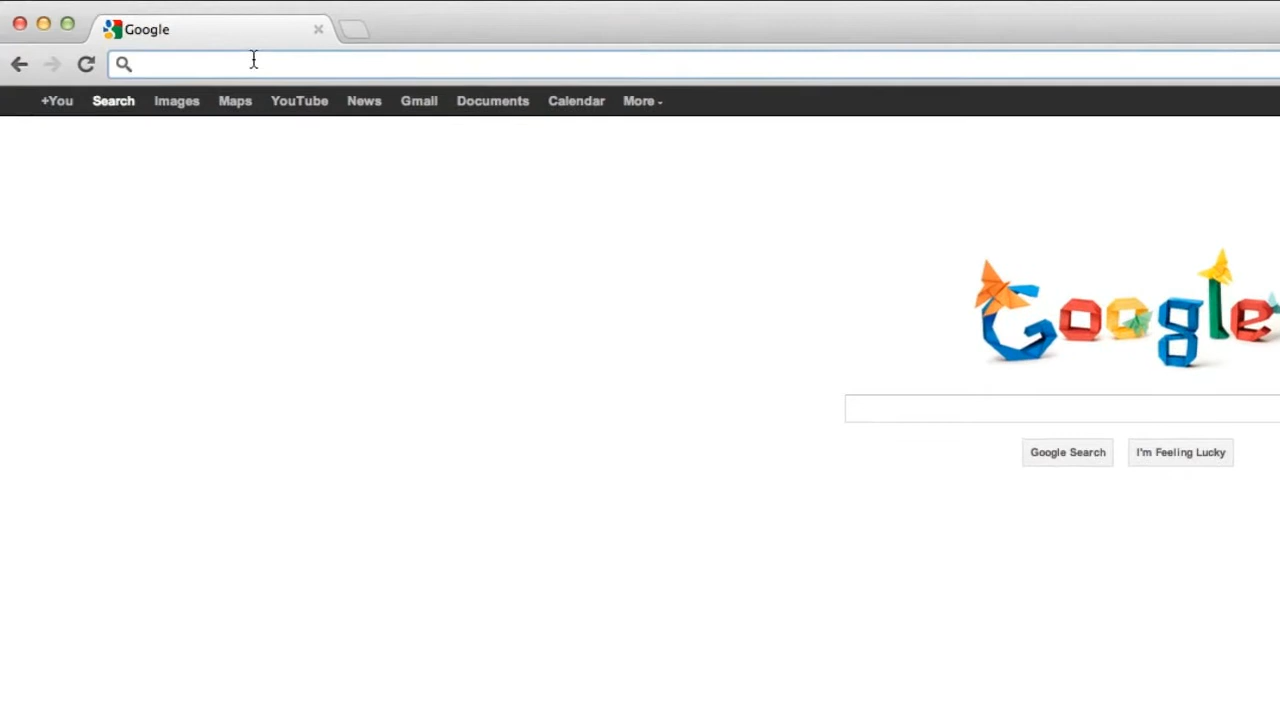 Google
+You Search Images Maps YouTube News Gmail Documents Calendar More
Google
Google Search I'm Feeling Lucky